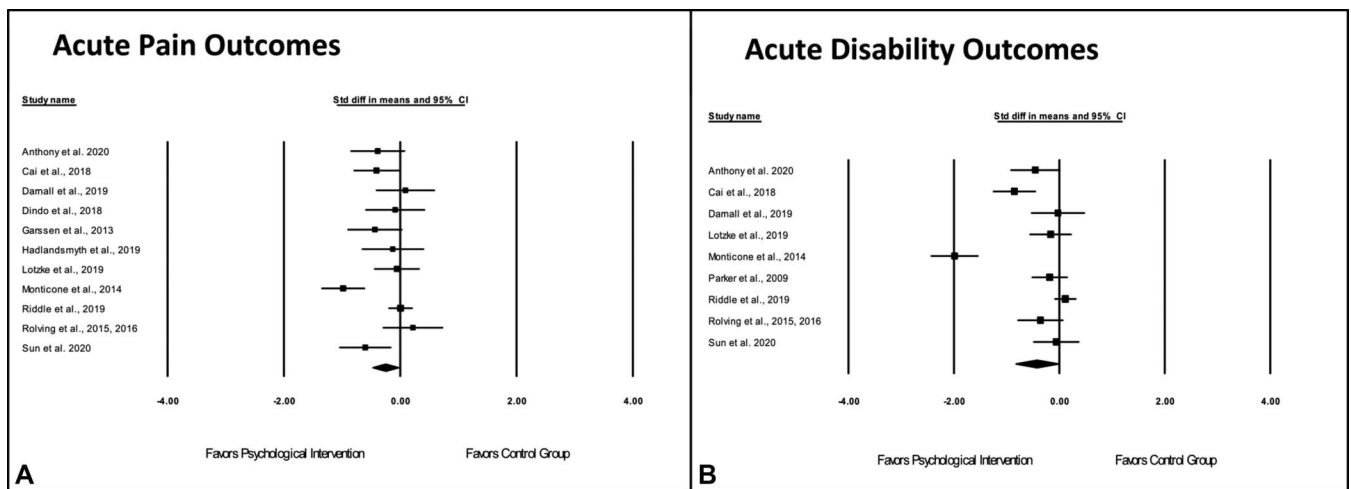 Acute Pain Outcomes
Study name
Std diff in means and 95% CI
Anthony et al. 2020
Cai et al., 2018
Darnall et al., 2019
Dindo et al., 2018
Garssen et al., 2013
Hadlandsmyth et al., 2019
Lotzke et al., 2019
Monticone et al., 2014
Riddle et al., 2019
Rolving et al., 2015, 2016
Sun et al. 2020
-4.00 -2.00 0.00 2.00 4.00
Favors Psychological Intervention Favors Control Group
A
Acute Disability Outcomes
Std diff in means and 95% CI
Study name
Anthony et al. 2020
Cai et al., 2018
Darnall et al., 2019
Lotzke et al., 2019
Monticone et al., 2014
Parker et al., 2009
Riddle et al., 2019
Rolving et al., 2015, 2016
Sun et al. 2020
-4.00 -2.00 0.00 2.00 4.00
Favors Psychological Intervention Favors Control Group
B